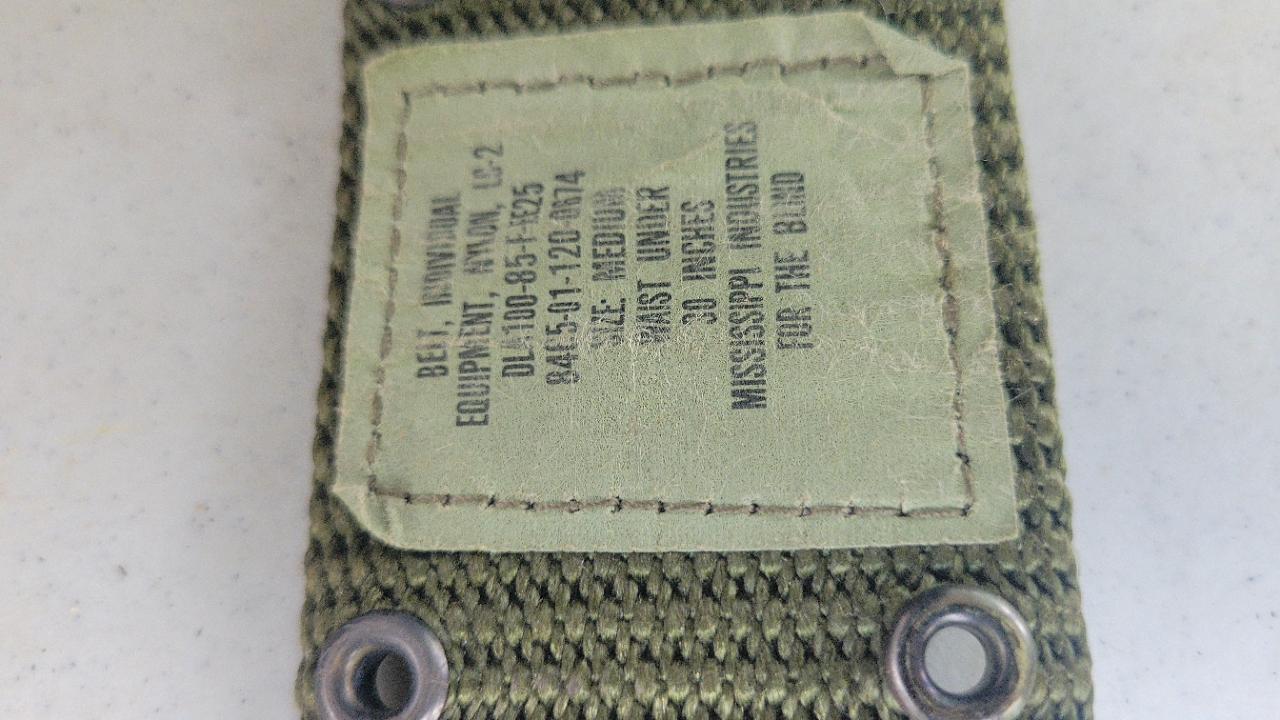 BELT, INDIVIDUAL
EQUIPMENT, NYLON, LC-2
DLA100-85-F-EE25
8465-01-120-0674
SIZE: MEDIUM
WAIST UNDER
30 INCHES
MISSISSIPPI INDUSTRIES
FOR THE BLIND